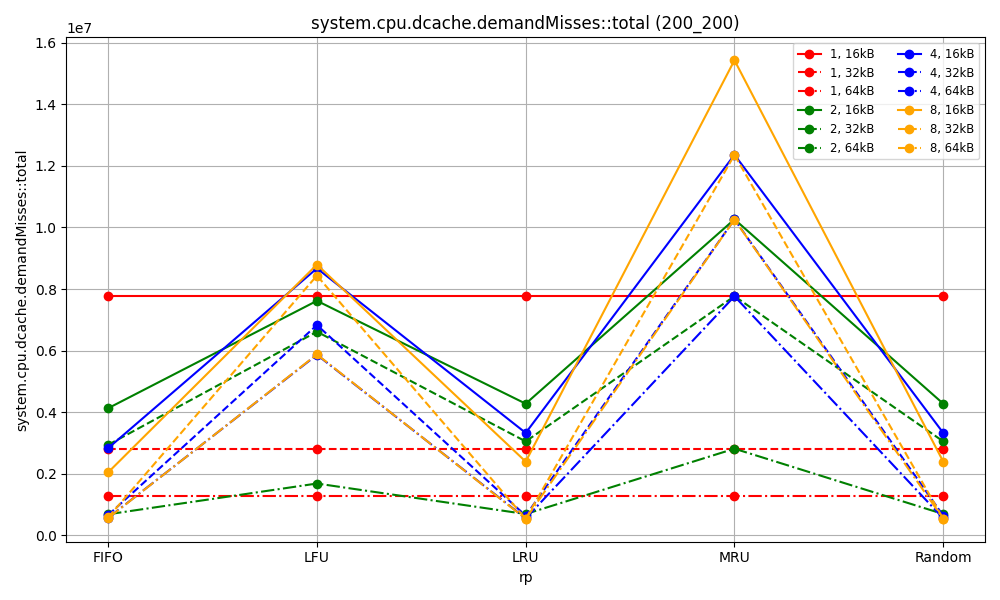 system.cpu.dcache.demandMisses::total (200_200)
1e7
1.6
1.4
1.2
1.0
0.8
0.6
0.4
0.2
0.0
system.cpu.dcache.demandMisses::total
1, 16kB
1, 32kB
1, 64kB
2, 16kB
2, 32kB
2, 64kB
4, 16kB
4, 32kB
4, 64kB
8, 16kB
8, 32kB
8, 64kB
FIFO
LFU
LRU
MRU
Random
rp